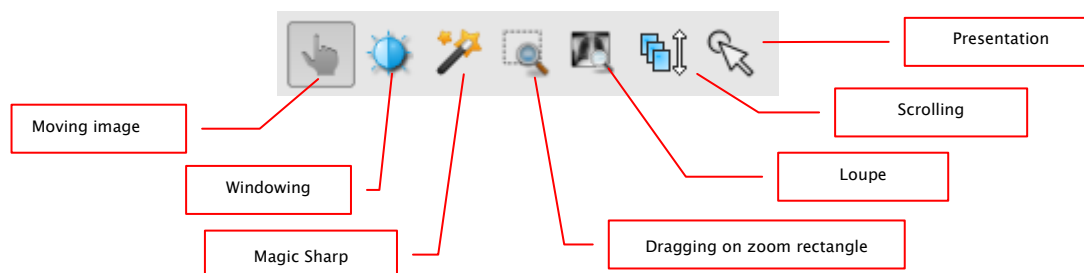 Presentation
Scrolling
Moving image
Loupe
Windowing
Dragging on zoom rectangle
Magic Sharp